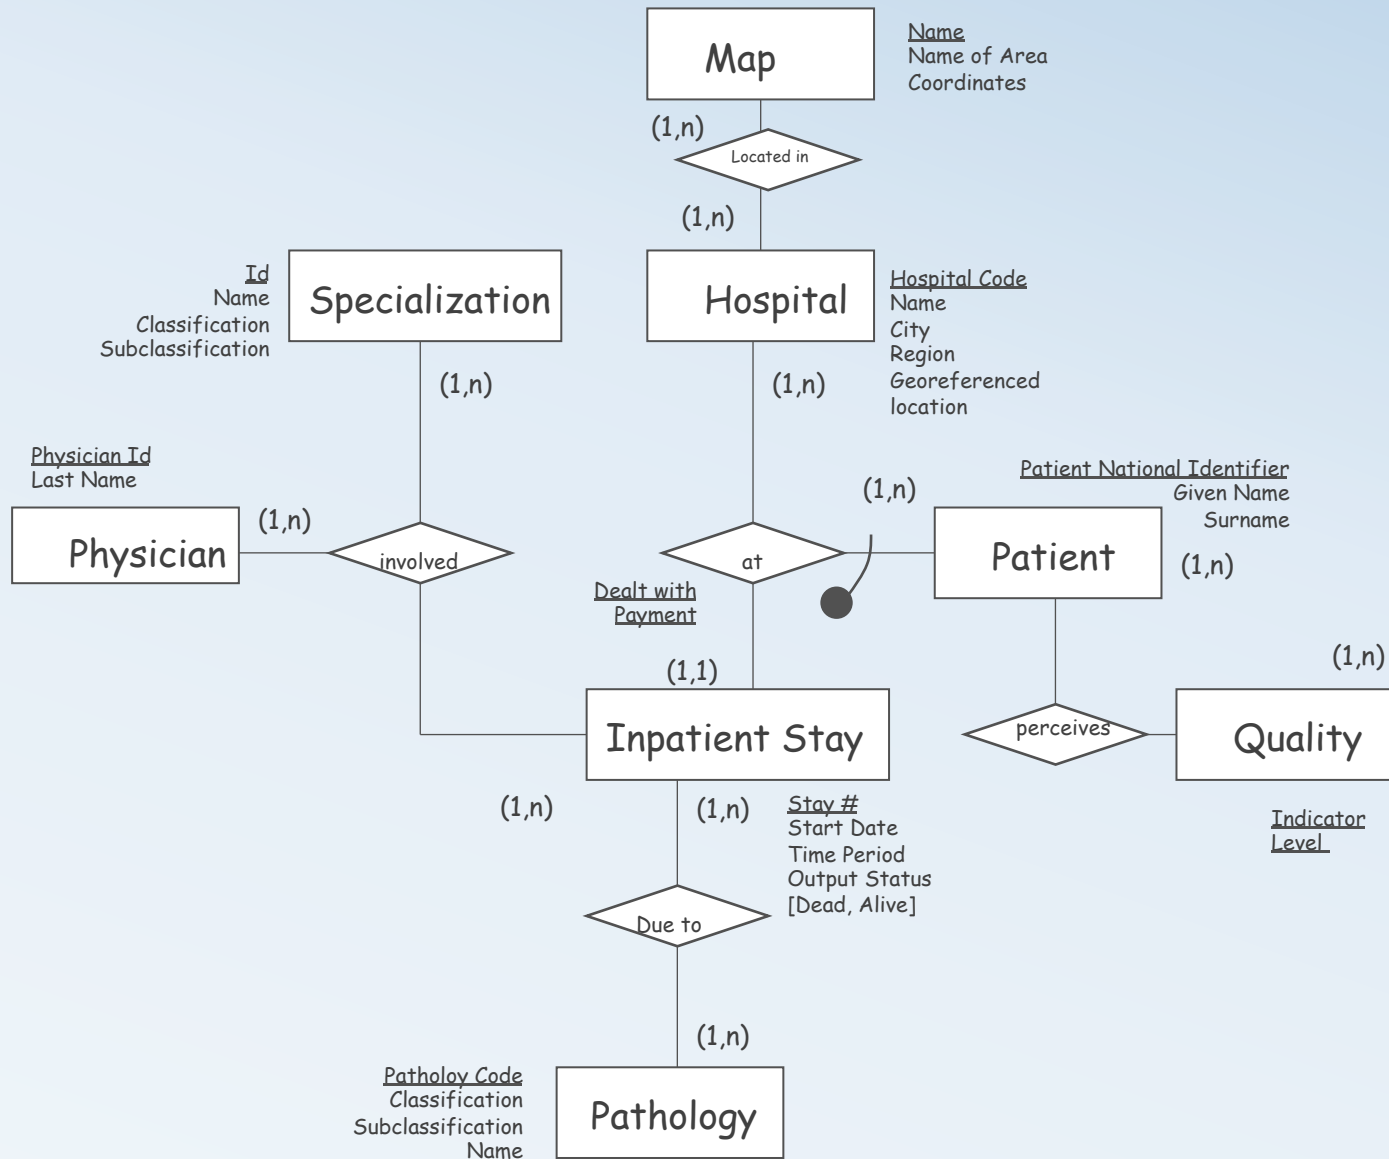 Map
Name
Name of Area
Coordinates
(1,n)
Located in
(1,n)
Id
Name
Classification
Subclassification
Specialization
Hospital
Hospital Code
Name
City
Region
Georeferenced
location
(1,n)
(1,n)
Physician Id
Last Name
Physician
(1,n)
involved
at
(1,n)
Patient National Identifier
Given Name
Surname
Patient
(1,n)
Dealt with
Payment
(1,1)
Inpatient Stay
perceives
(1,n)
Quality
Indicator
Level
(1,n)
(1,n)
Stay #
Start Date
Time Period
Output Status
[Dead, Alive]
Due to
(1,n)
Patholoy Code
Classification
Subclassification
Name
Pathology